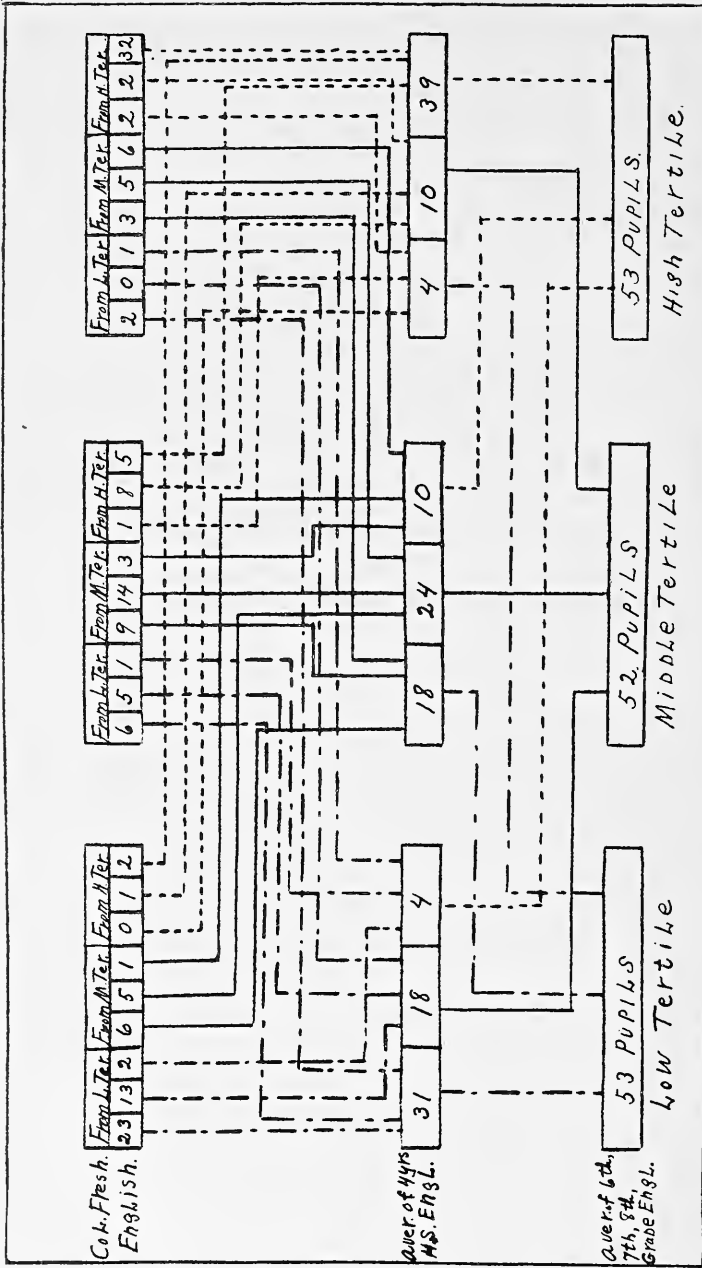 Col. Fresh.
English.
From L.Ter. From M.Ter. From H.Ter.
23 13 2 6 5 1 0 1 2
From L.Ter. From M.Ter. From H.Ter.
6 5 1 9 14 3 1 8 5
From L.Ter. From M.Ter. From H.Ter.
2 0 1 3 5 6 2 2 32
aver. of 4yrs
H.S. Engl.
31 18 4
18 24 10
4 10 39
aver. of 6th,
7th, 8th,
Grade Engl.
53 PUPILS
52. PUPILS
53 PUPILS.
Low Tertile
Middle Tertile
High Tertile.